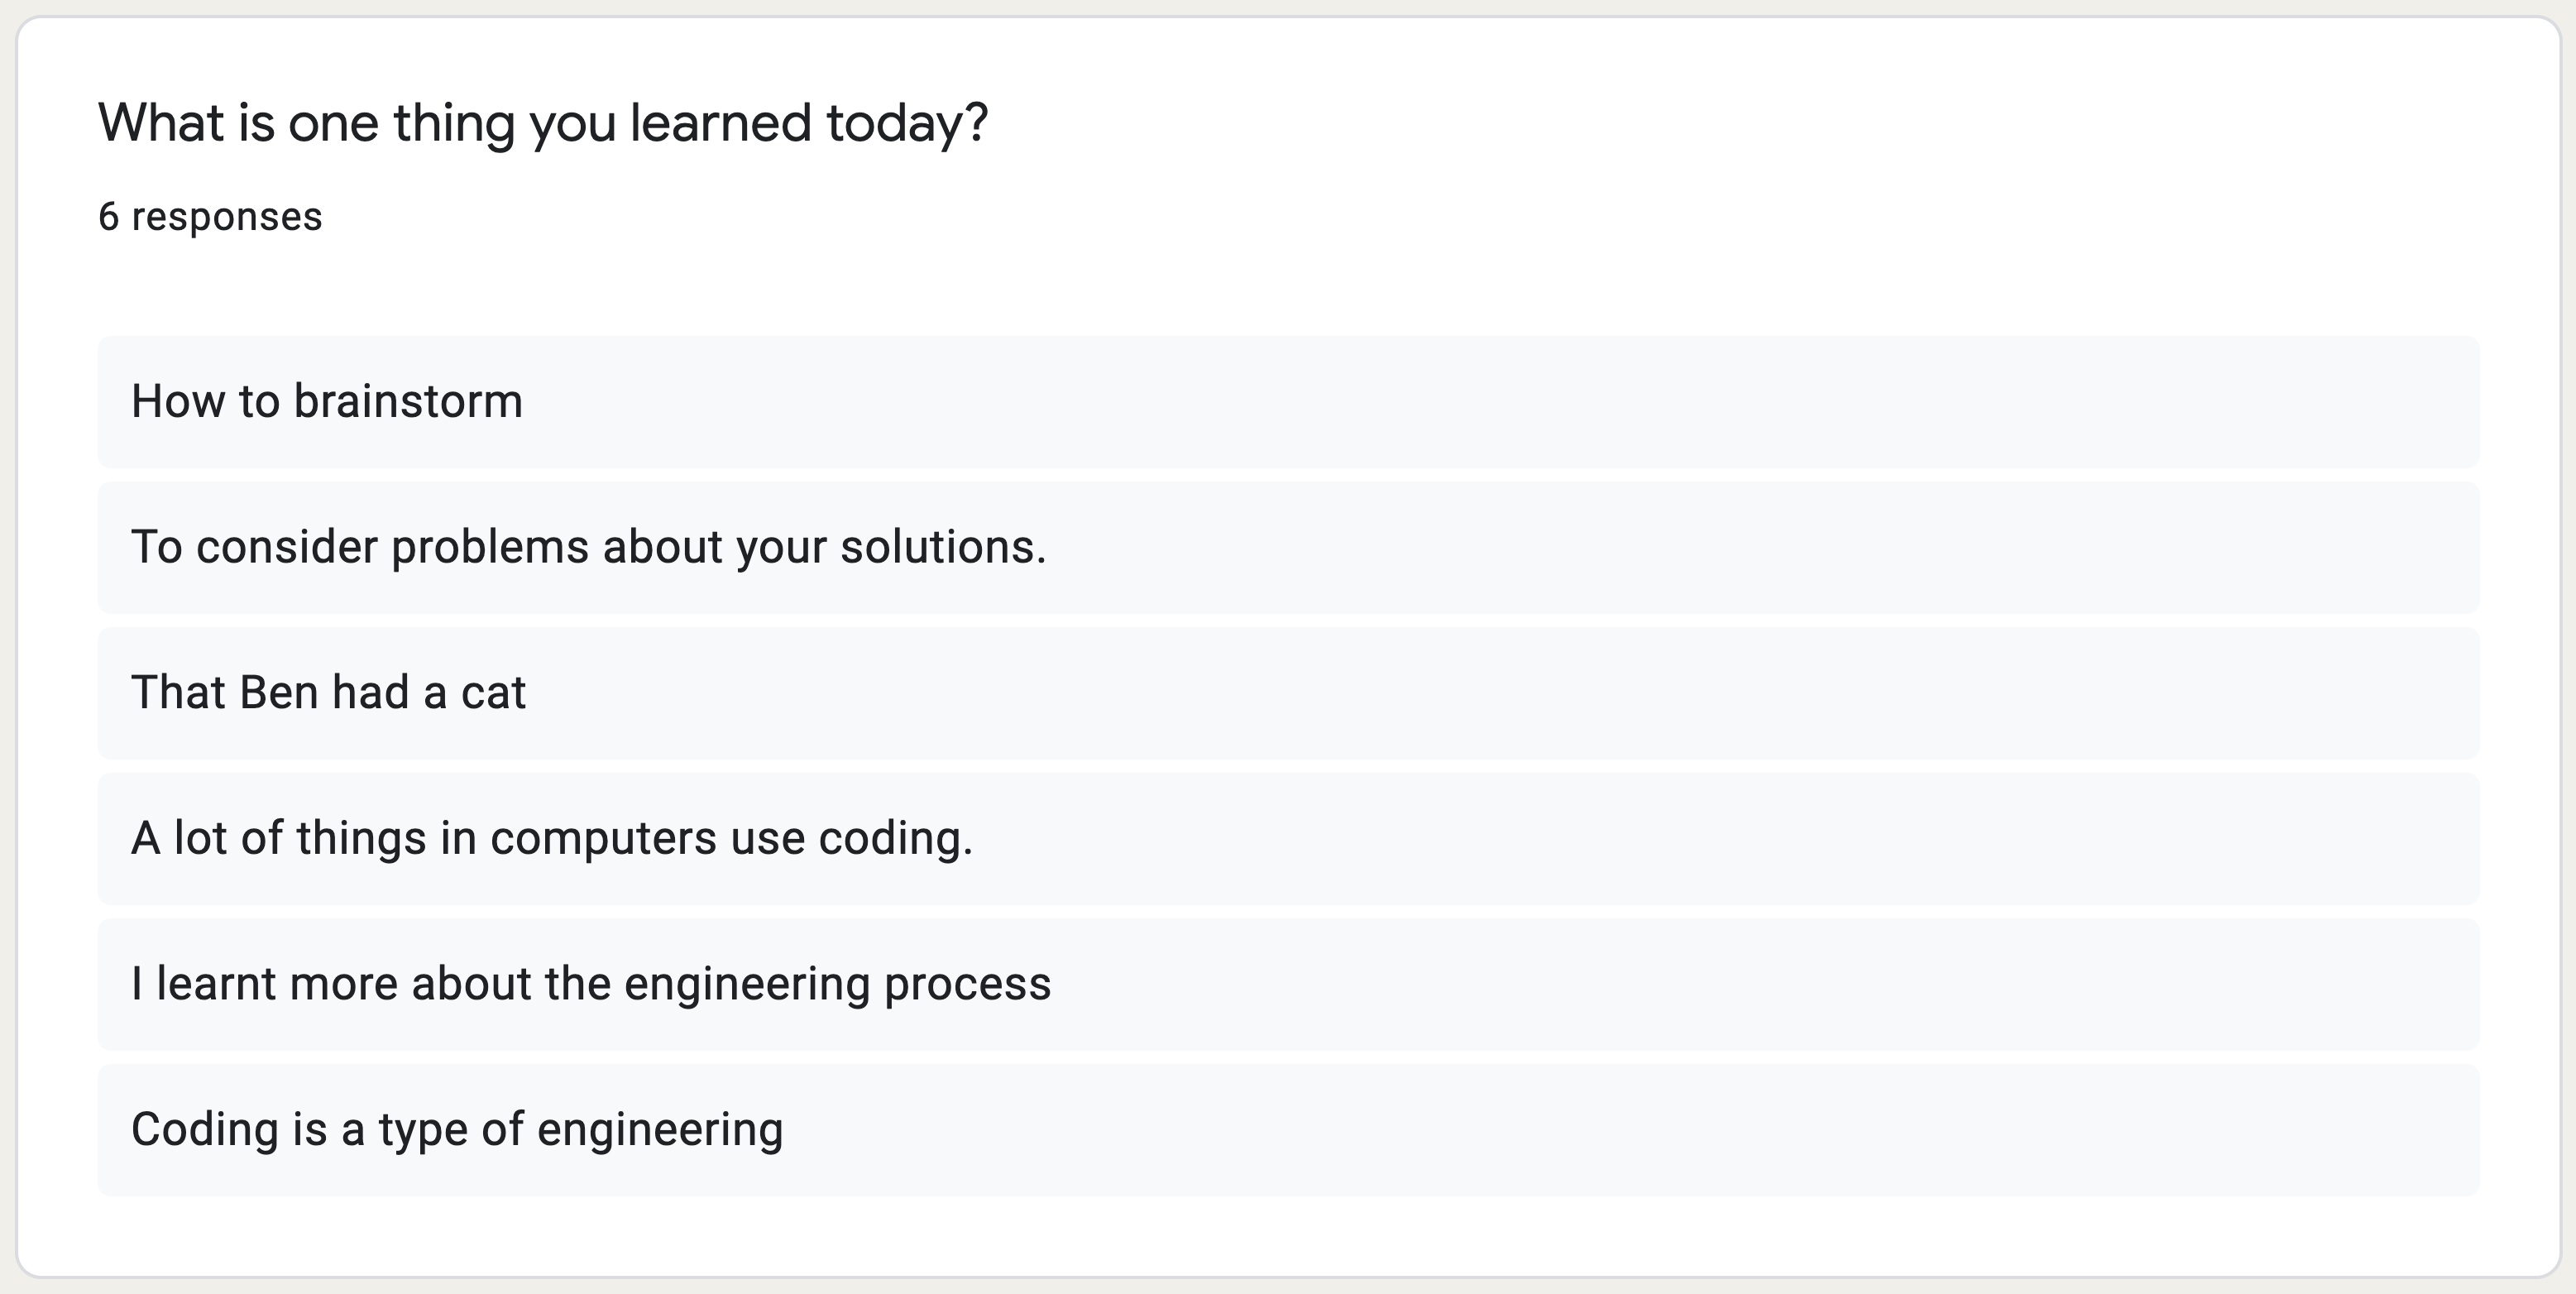 What is one thing you learned today?
6 responses
How to brainstorm
To consider problems about your solutions.
That Ben had a cat
A lot of things in computers use coding.
I learnt more about the engineering process
Coding is a type of engineering